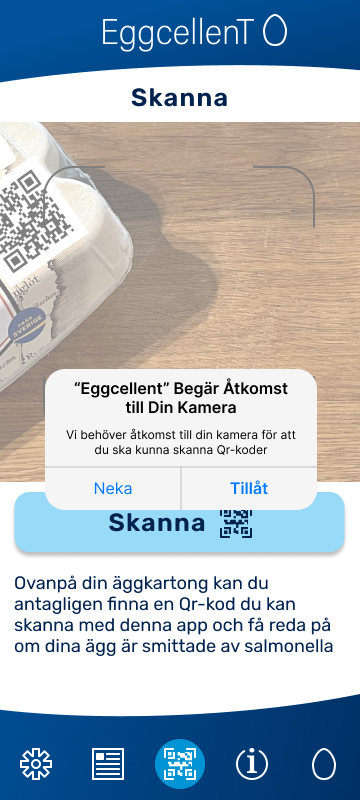 EggcellenT
Skanna
FRÅN
SVERIGE
“Eggcellent” Begär Åtkomst
till Din Kamera
Vi behöver åtkomst till din kamera för att
du ska kunna skanna Qr-koder
Neka
Tillåt
Skanna
Ovanpå din äggkartong kan du
antagligen finna en Qr-kod du kan
skanna med denna app och få reda på
om dina ägg är smittade av salmonella